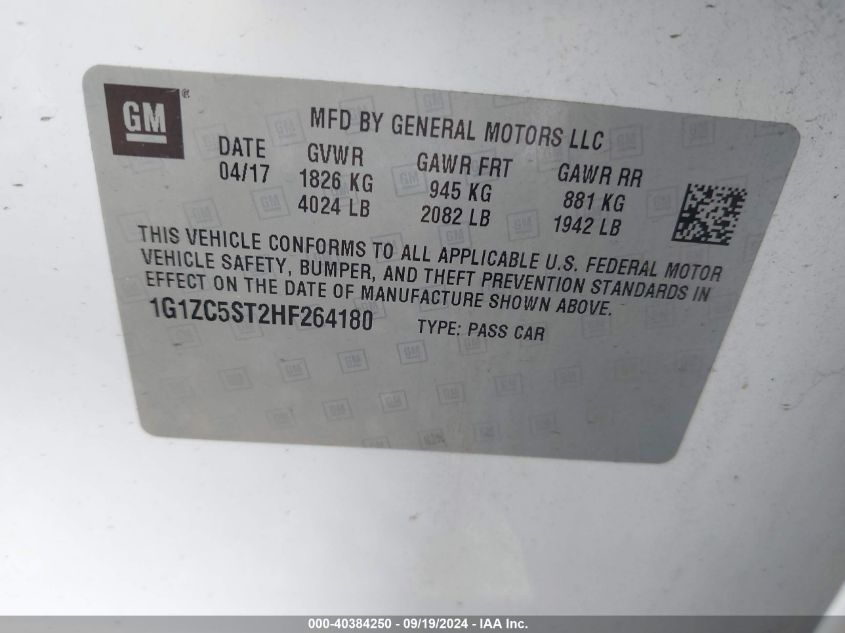 GM®
MFD BY GENERAL MOTORS LLC
DATE GVWR GAWR FRT GAWR RR
04/17 1826 KG 945 KG 881 KG
4024 LB 2082 LB 1942 LB
THIS VEHICLE CONFORMS TO ALL APPLICABLE U.S. FEDERAL MOTOR
VEHICLE SAFETY, BUMPER, AND THEFT PREVENTION STANDARDS IN
EFFECT ON THE DATE OF MANUFACTURE SHOWN ABOVE.
1G1ZC5ST2HF264180 TYPE: PASS CAR
000-40384250 - 09/19/2024 - IAA Inc.